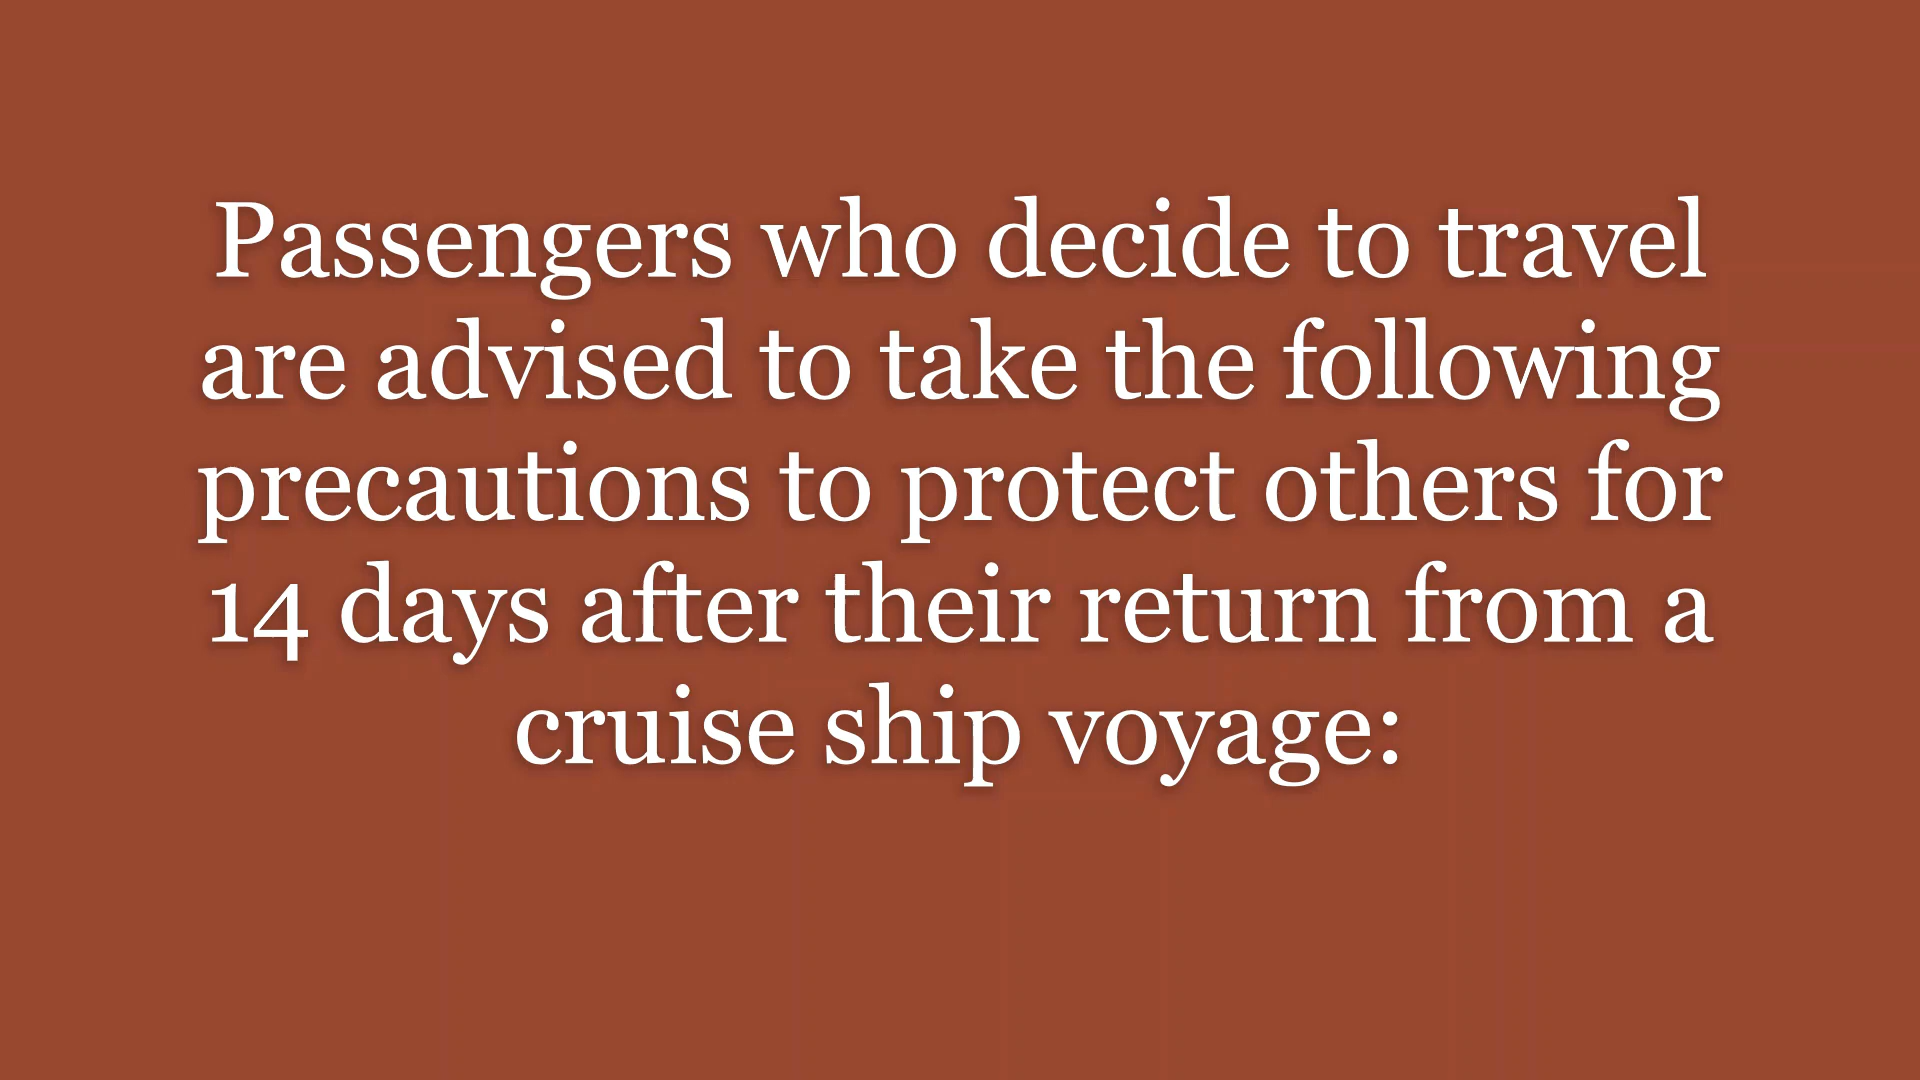 Passengers who decide to travel
are advised to take the following
precautions to protect others for
14 days after their return from a
cruise ship voyage: